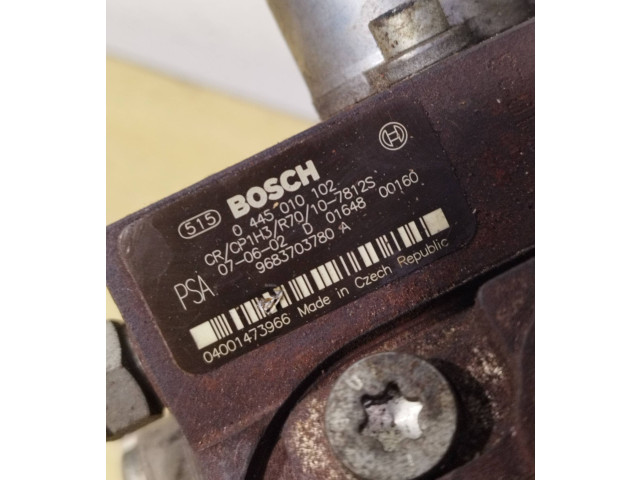 515 BOSCH
0 445 010 102
CR/CP1H3/R70/10-7812S
07-06-02 D 01648 00160
9683703780 A
PSA
04001473966 Made in Czech Republic